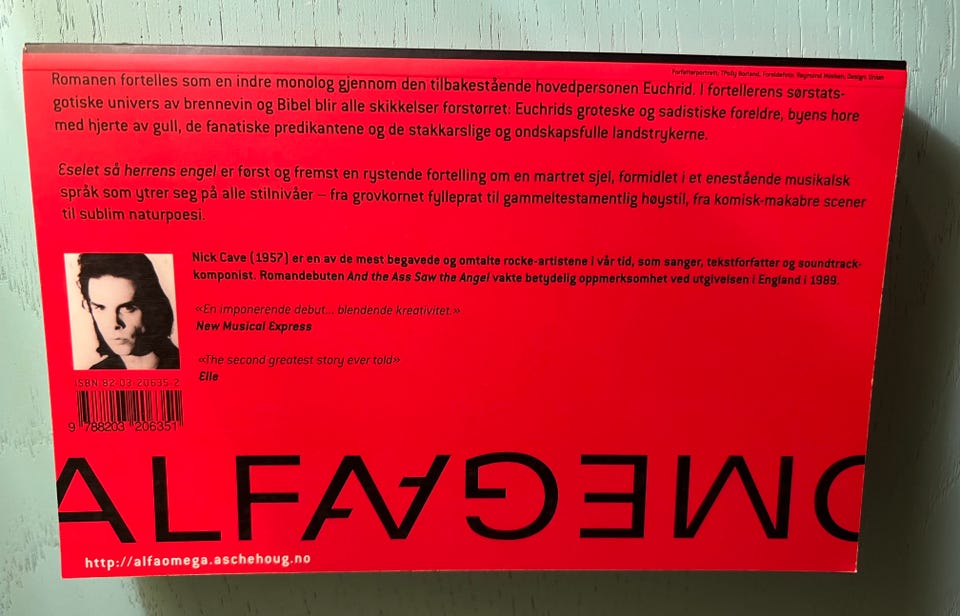 Forfatterportrett: ?Polly Borland. Forsidefoto: Design: Union
Romanen fortelles som en indre monolog gjennom den tilbakestående hovedpersonen Euchrid. I fortellerens sørstats-
gotiske univers av brennevin og Bibel blir alle skikkelser forstørret: Euchrids groteske og sadistiske foreldre, byens hore
med hjerte av gull, de fanatiske predikantene og de stakkarslige og ondskapsfulle landstrykerne.
Eselet så herrens engel er først og fremst en rystende fortelling om en martret sjel, formidlet i et enestående musikalsk
språk som ytrer seg på alle stilnivåer – fra grovkornet fylleprat til gammeltestamentlig høystil, fra komisk-makabre scener
til sublim naturpoesi.
Nick Cave (1957) er en av de mest begavede og omtalte rocke-artistene i vår tid, som sanger, tekstforfatter og soundtrack-
komponist. Romandebuten And the Ass Saw the Angel vakte betydelig oppmerksomhet ved utgivelsen i England i 1989.
«En imponerende debut... blendende kreativitet.»
New Musical Express
«The second greatest story ever told»
Elle
ISBN 82-03-20635-2
9 788203 206351
ALFA OMEGA
http://alfaomega.aschehoug.no